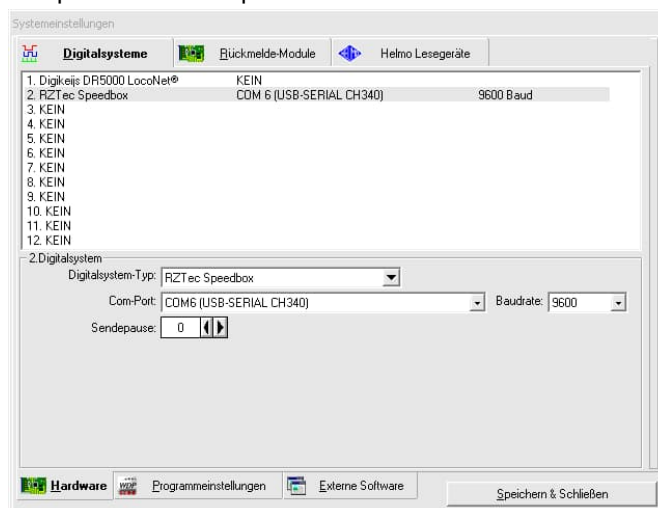 Systemeinstellungen
Digitalsysteme Rückmelde-Module Helmo Lesegeräte
1. Digikeijs DR5000 LocoNet® KEIN
2. RZTec Speedbox COM 6 (USB-SERIAL CH340) 9600 Baud
3. KEIN
4. KEIN
5. KEIN
6. KEIN
7. KEIN
8. KEIN
9. KEIN
10. KEIN
11. KEIN
12. KEIN
2.Digitalsystem
Digitalsystem-Typ: RZTec Speedbox
Com-Port: COM6 (USB-SERIAL CH340) Baudrate: 9600
Sendepause: 0
Hardware WDP Programmeinstellungen Externe Software Speichern & Schließen